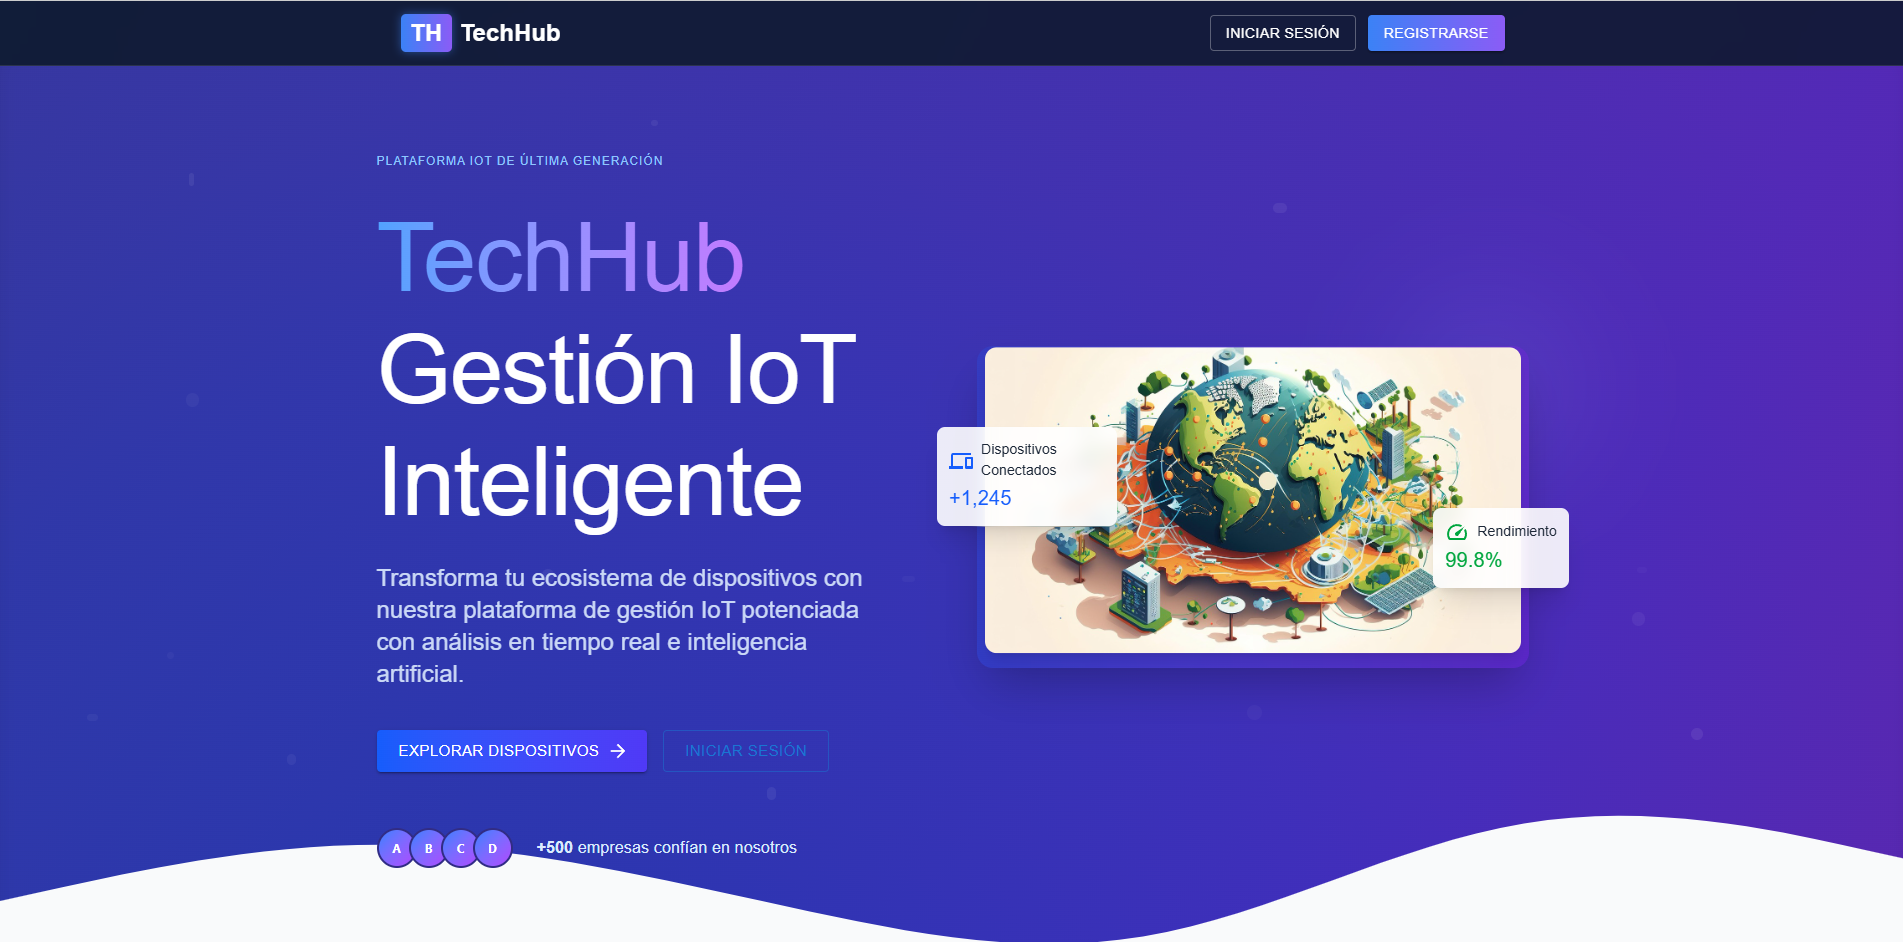 TH TechHub
INICIAR SESIÓN
REGISTRARSE
PLATAFORMA IOT DE ÚLTIMA GENERACIÓN
TechHub
Gestión IoT
Inteligente
Transforma tu ecosistema de dispositivos con
nuestra plataforma de gestión IoT potenciada
con análisis en tiempo real e inteligencia
artificial.
EXPLORAR DISPOSITIVOS
INICIAR SESIÓN
A B C D
+500 empresas confían en nosotros
Dispositivos
Conectados
+1,245
Rendimiento
99.8%